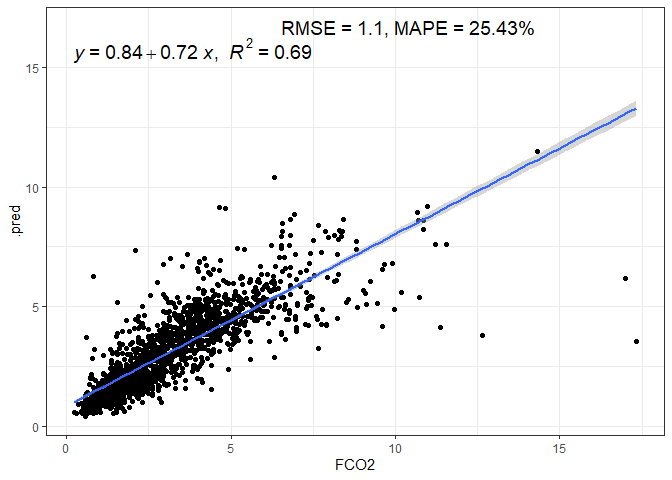 RMSE = 1.1, MAPE = 25.43%
y = 0.84 + 0.72 x, R² = 0.69
15
10
5
0
.pred
0 5 10 15
FCO2